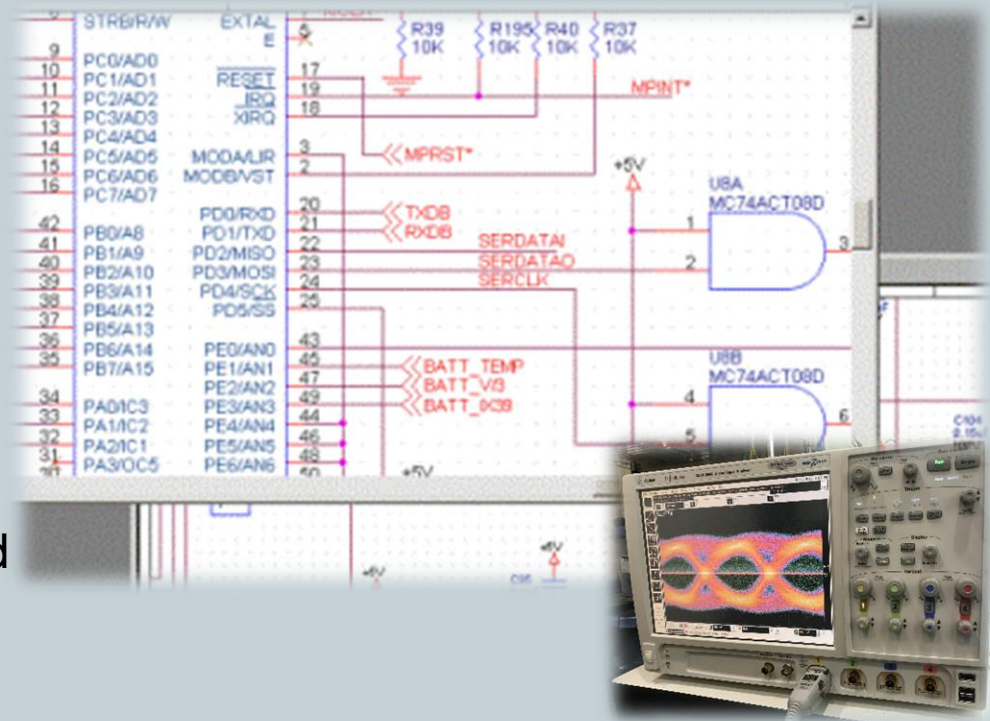 STRB/R/W EXTAL
E
5
R39 R195 R40 R37
10K 10K 10K 10K
9 PC0/AD0
10 PC1/AD1 RESET 17
11 PC2/AD2 IRQ 19 MPINT*
12 PC3/AD3 XIRQ 18
13 PC4/AD4
14 PC5/AD5 MODA/LIR 3 MPRST*
15 PC6/AD6 MODB/VST 2
16 PC7/AD7
+5V
U8A
MC74ACT08D
PD0/RXD 20 TXDB
42 PB0/A8 PD1/TXD 21 RXDB
41 PB1/A9 PD2/MISO 22 SERDATAI
40 PB2/A10 PD3/MOSI 23 SERDATAO
39 PB3/A11 PD4/SCK 24 SERCLK
38 PB4/A12 PD5/SS 25
37 PB5/A13
36 PB6/A14 PE0/AN0 43
35 PB7/A15 PE1/AN1 45 BATT_TEMP
PE2/AN2 47 BATT_V/3
34 PA0/IC3 PE3/AN3 49 BATT_IX39
33 PA1/IC2 PE4/AN4 44
32 PA2/IC1 PE5/AN5 46
31 PA3/OC5 PE6/AN6 48
30 50
1
2
3
U8B
MC74ACT08D
4
5
6
+5V
C104
d
+5V
+5V